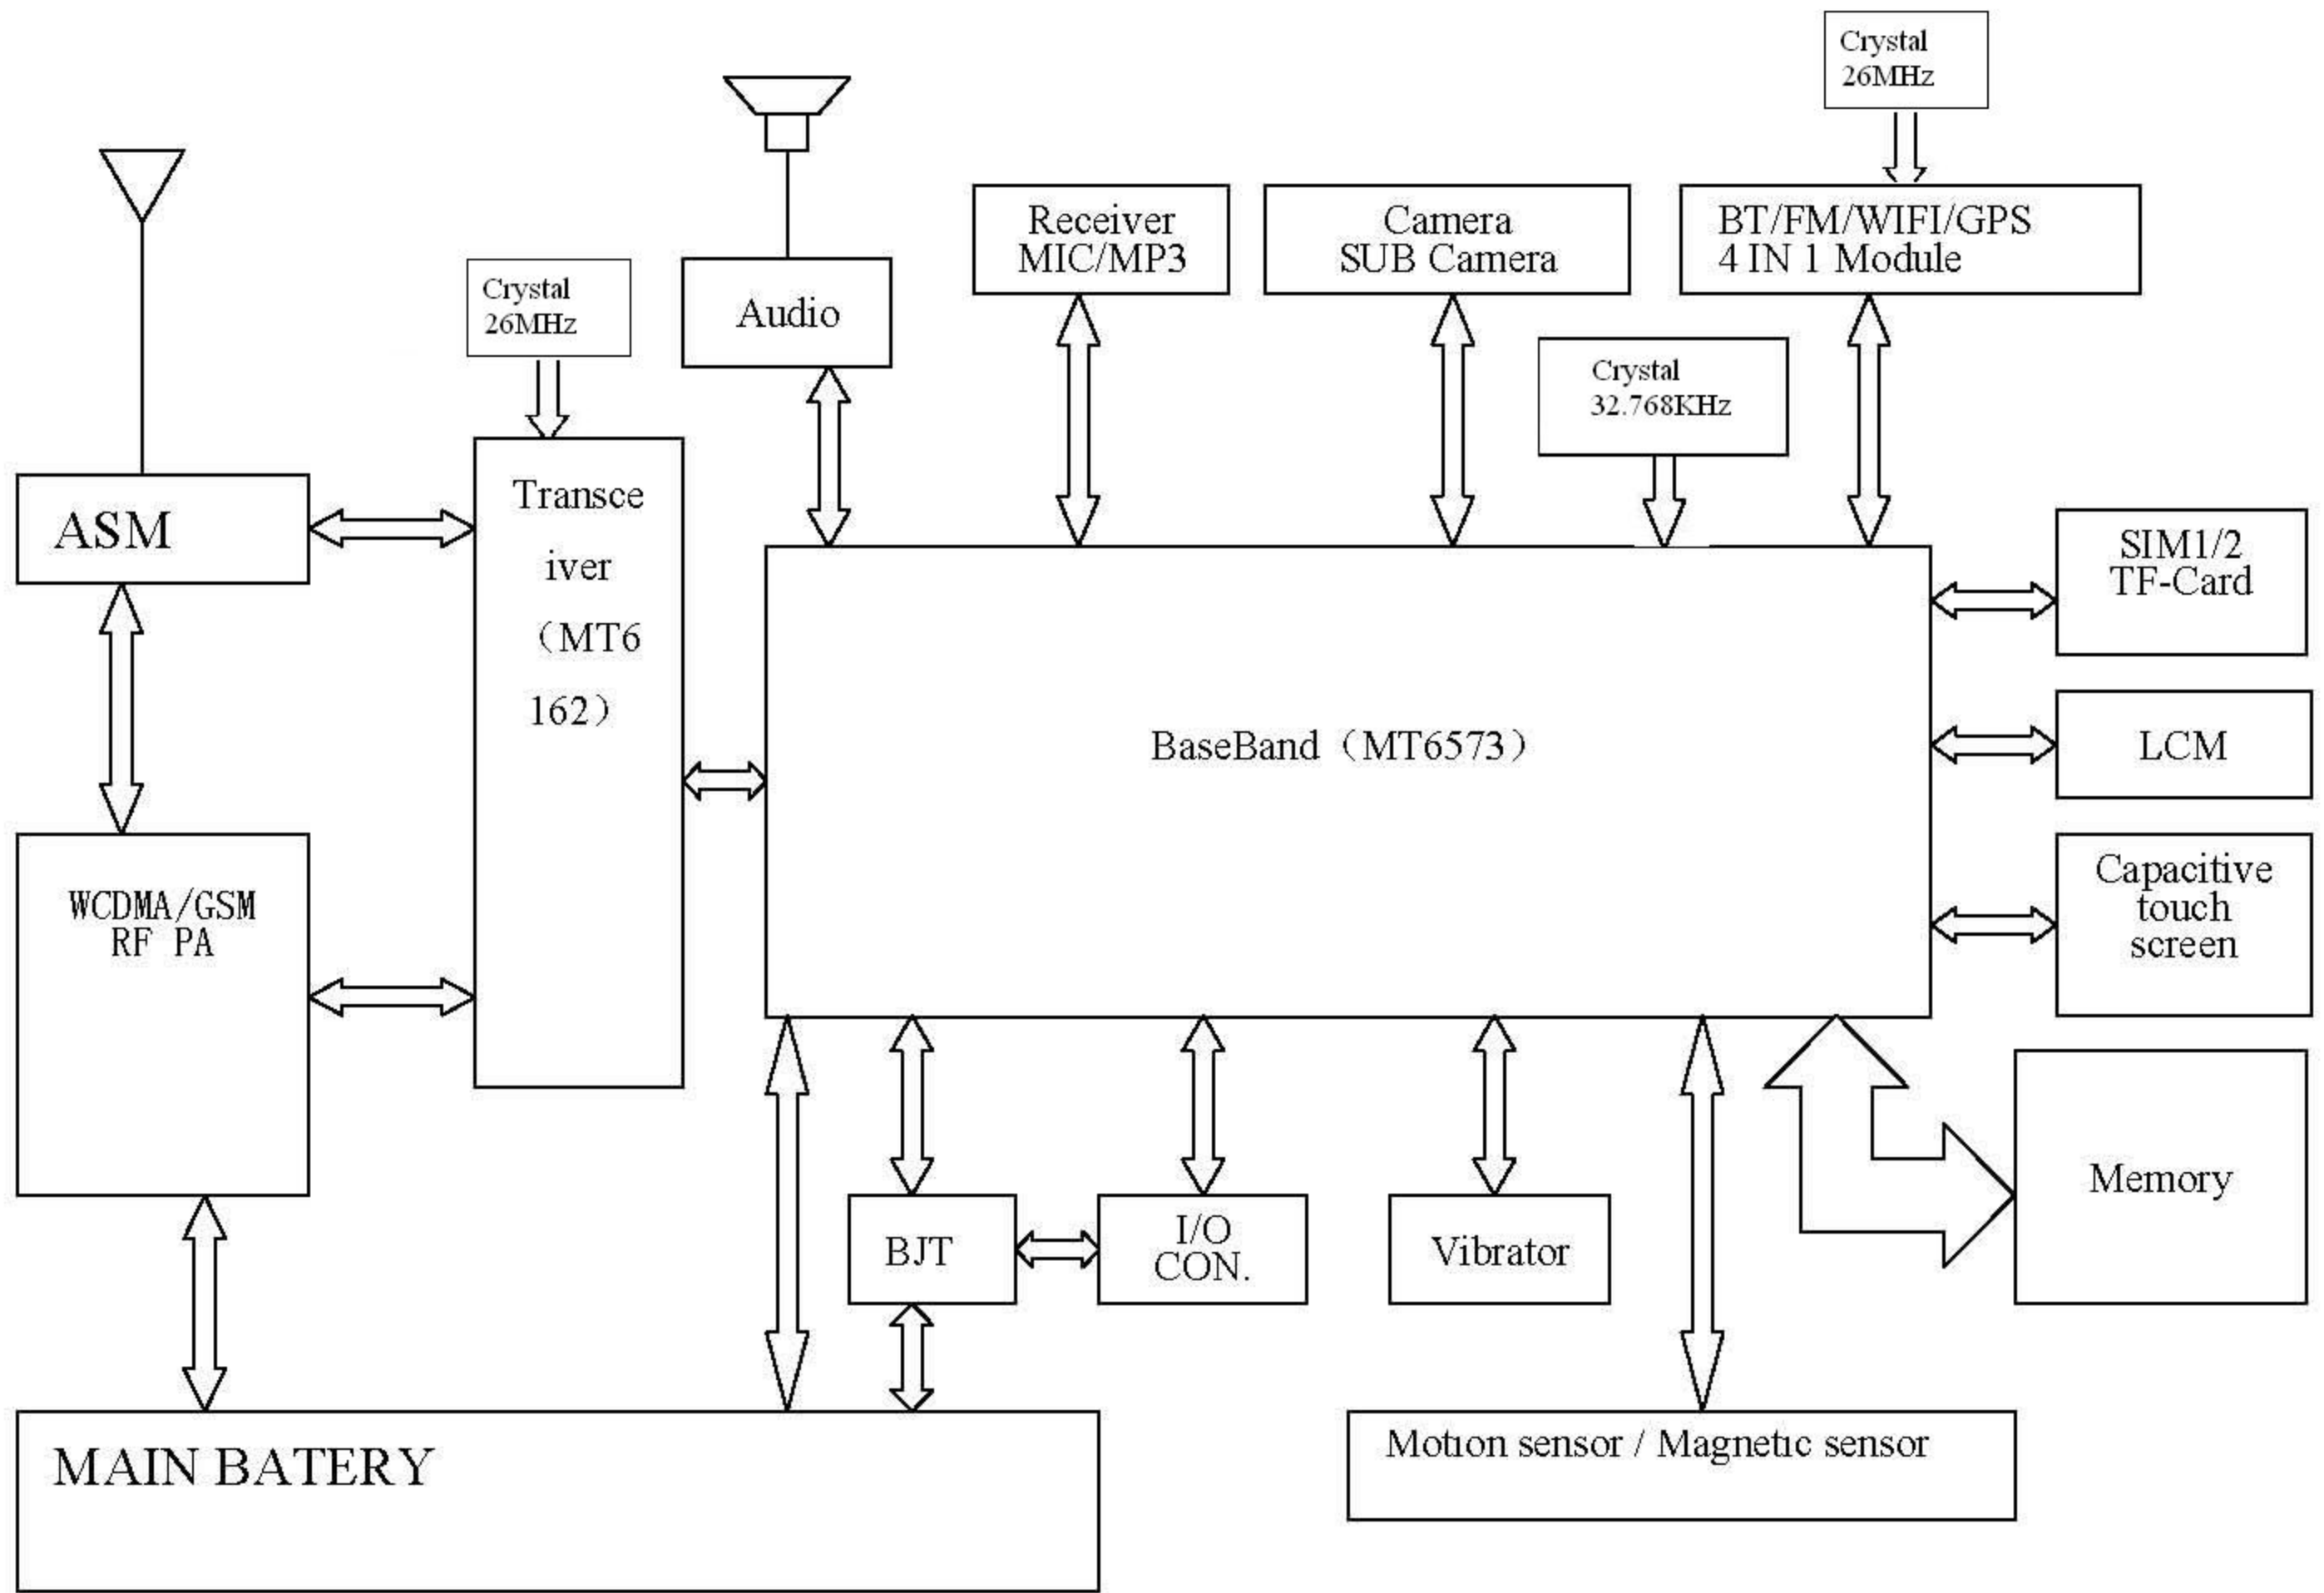 Crystal
26MHz
Receiver
MIC/MP3
Camera
SUB Camera
BT/FM/WIFI/GPS
4 IN 1 Module
Crystal
26MHz
Audio
Crystal
32.768KHz
ASM
Transce
iver
（MT6
162）
SIM1/2
TF-Card
BaseBand（MT6573）
LCM
WCDMA/GSM
RF PA
Capacitive
touch
screen
Memory
BJT
I/O
CON.
Vibrator
MAIN BATERY
Motion sensor / Magnetic sensor